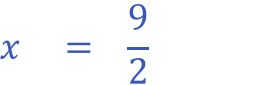 x = 9/2